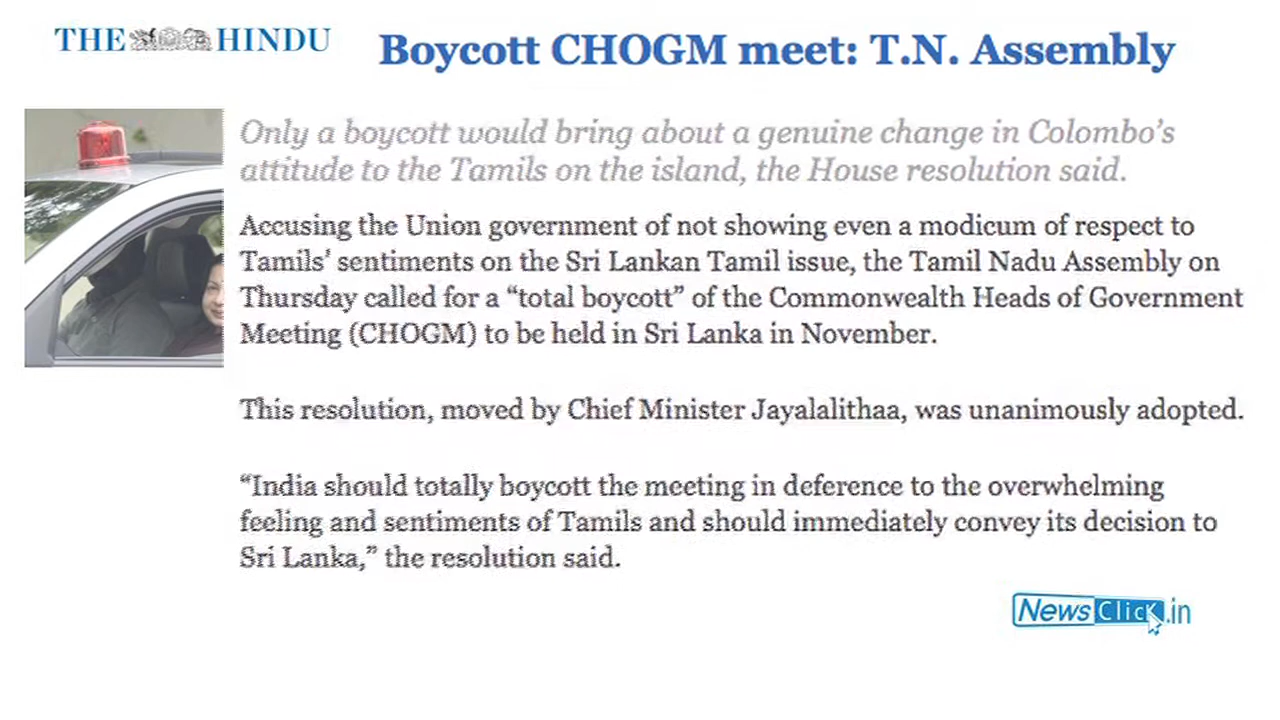 THE HINDU
Boycott CHOGM meet: T.N. Assembly
Only a boycott would bring about a genuine change in Colombo’s
attitude to the Tamils on the island, the House resolution said.
Accusing the Union government of not showing even a modicum of respect to
Tamils’ sentiments on the Sri Lankan Tamil issue, the Tamil Nadu Assembly on
Thursday called for a “total boycott” of the Commonwealth Heads of Government
Meeting (CHOGM) to be held in Sri Lanka in November.
This resolution, moved by Chief Minister Jayalalithaa, was unanimously adopted.
“India should totally boycott the meeting in deference to the overwhelming
feeling and sentiments of Tamils and should immediately convey its decision to
Sri Lanka,” the resolution said.
NewsClick.in